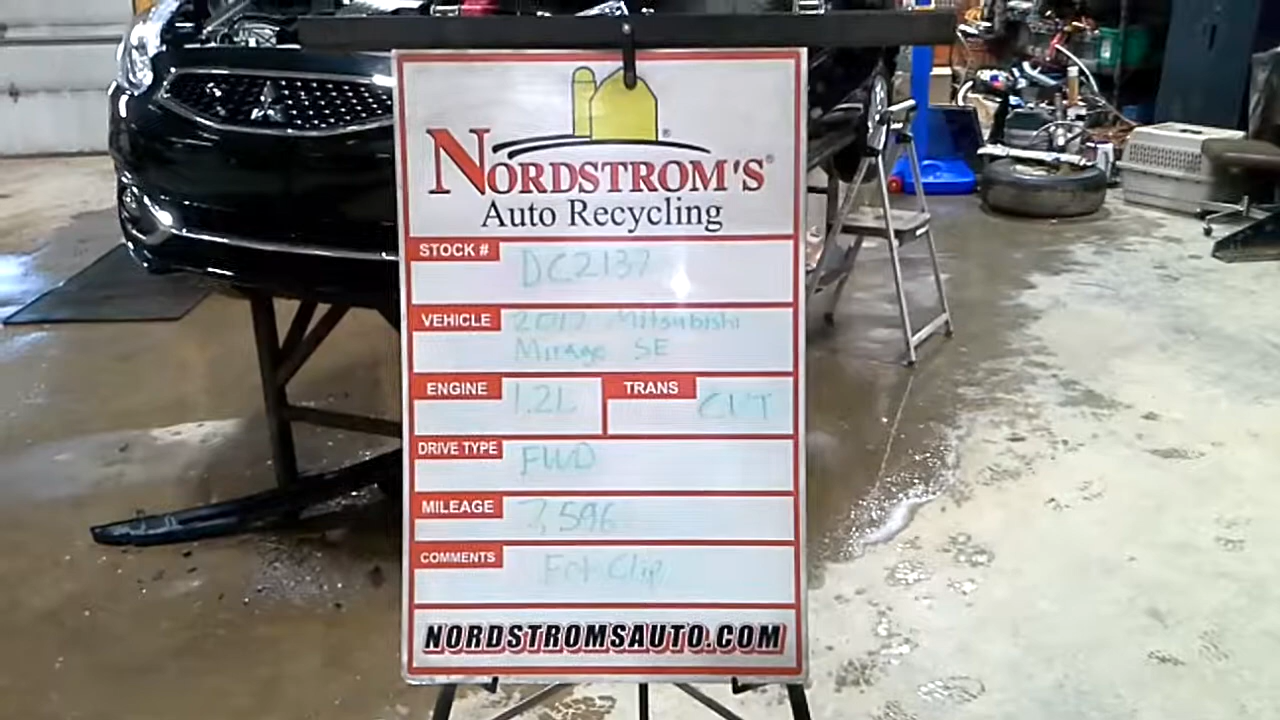 NORDSTROM'S®
Auto Recycling
STOCK # DC2137
VEHICLE 2017 Mitsubishi
Mirage SE
ENGINE 1.2L TRANS CVT
DRIVE TYPE FWD
MILEAGE 7,596
COMMENTS Frt Clip
NORDSTROMSAUTO.COM